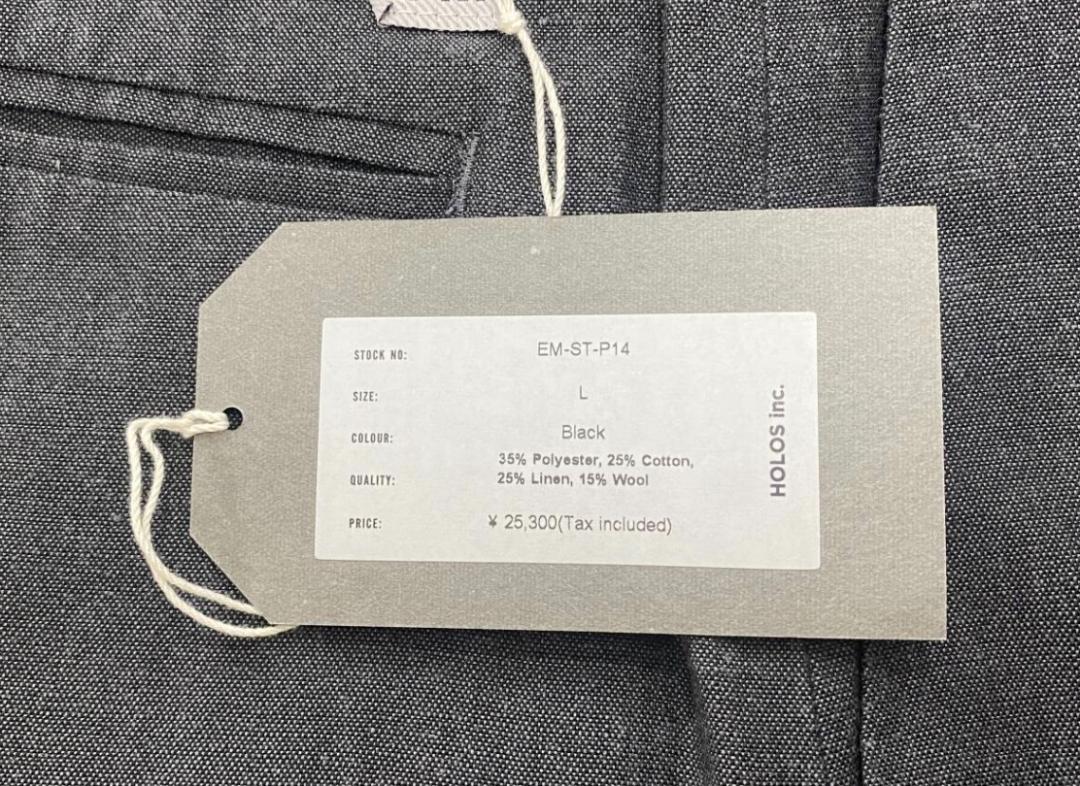 STOCK NO: EM-ST-P14
SIZE: L
COLOUR: Black
QUALITY: 35% Polyester, 25% Cotton,
25% Linen, 15% Wool
PRICE: ¥ 25,300(Tax included)
HOLOS inc.